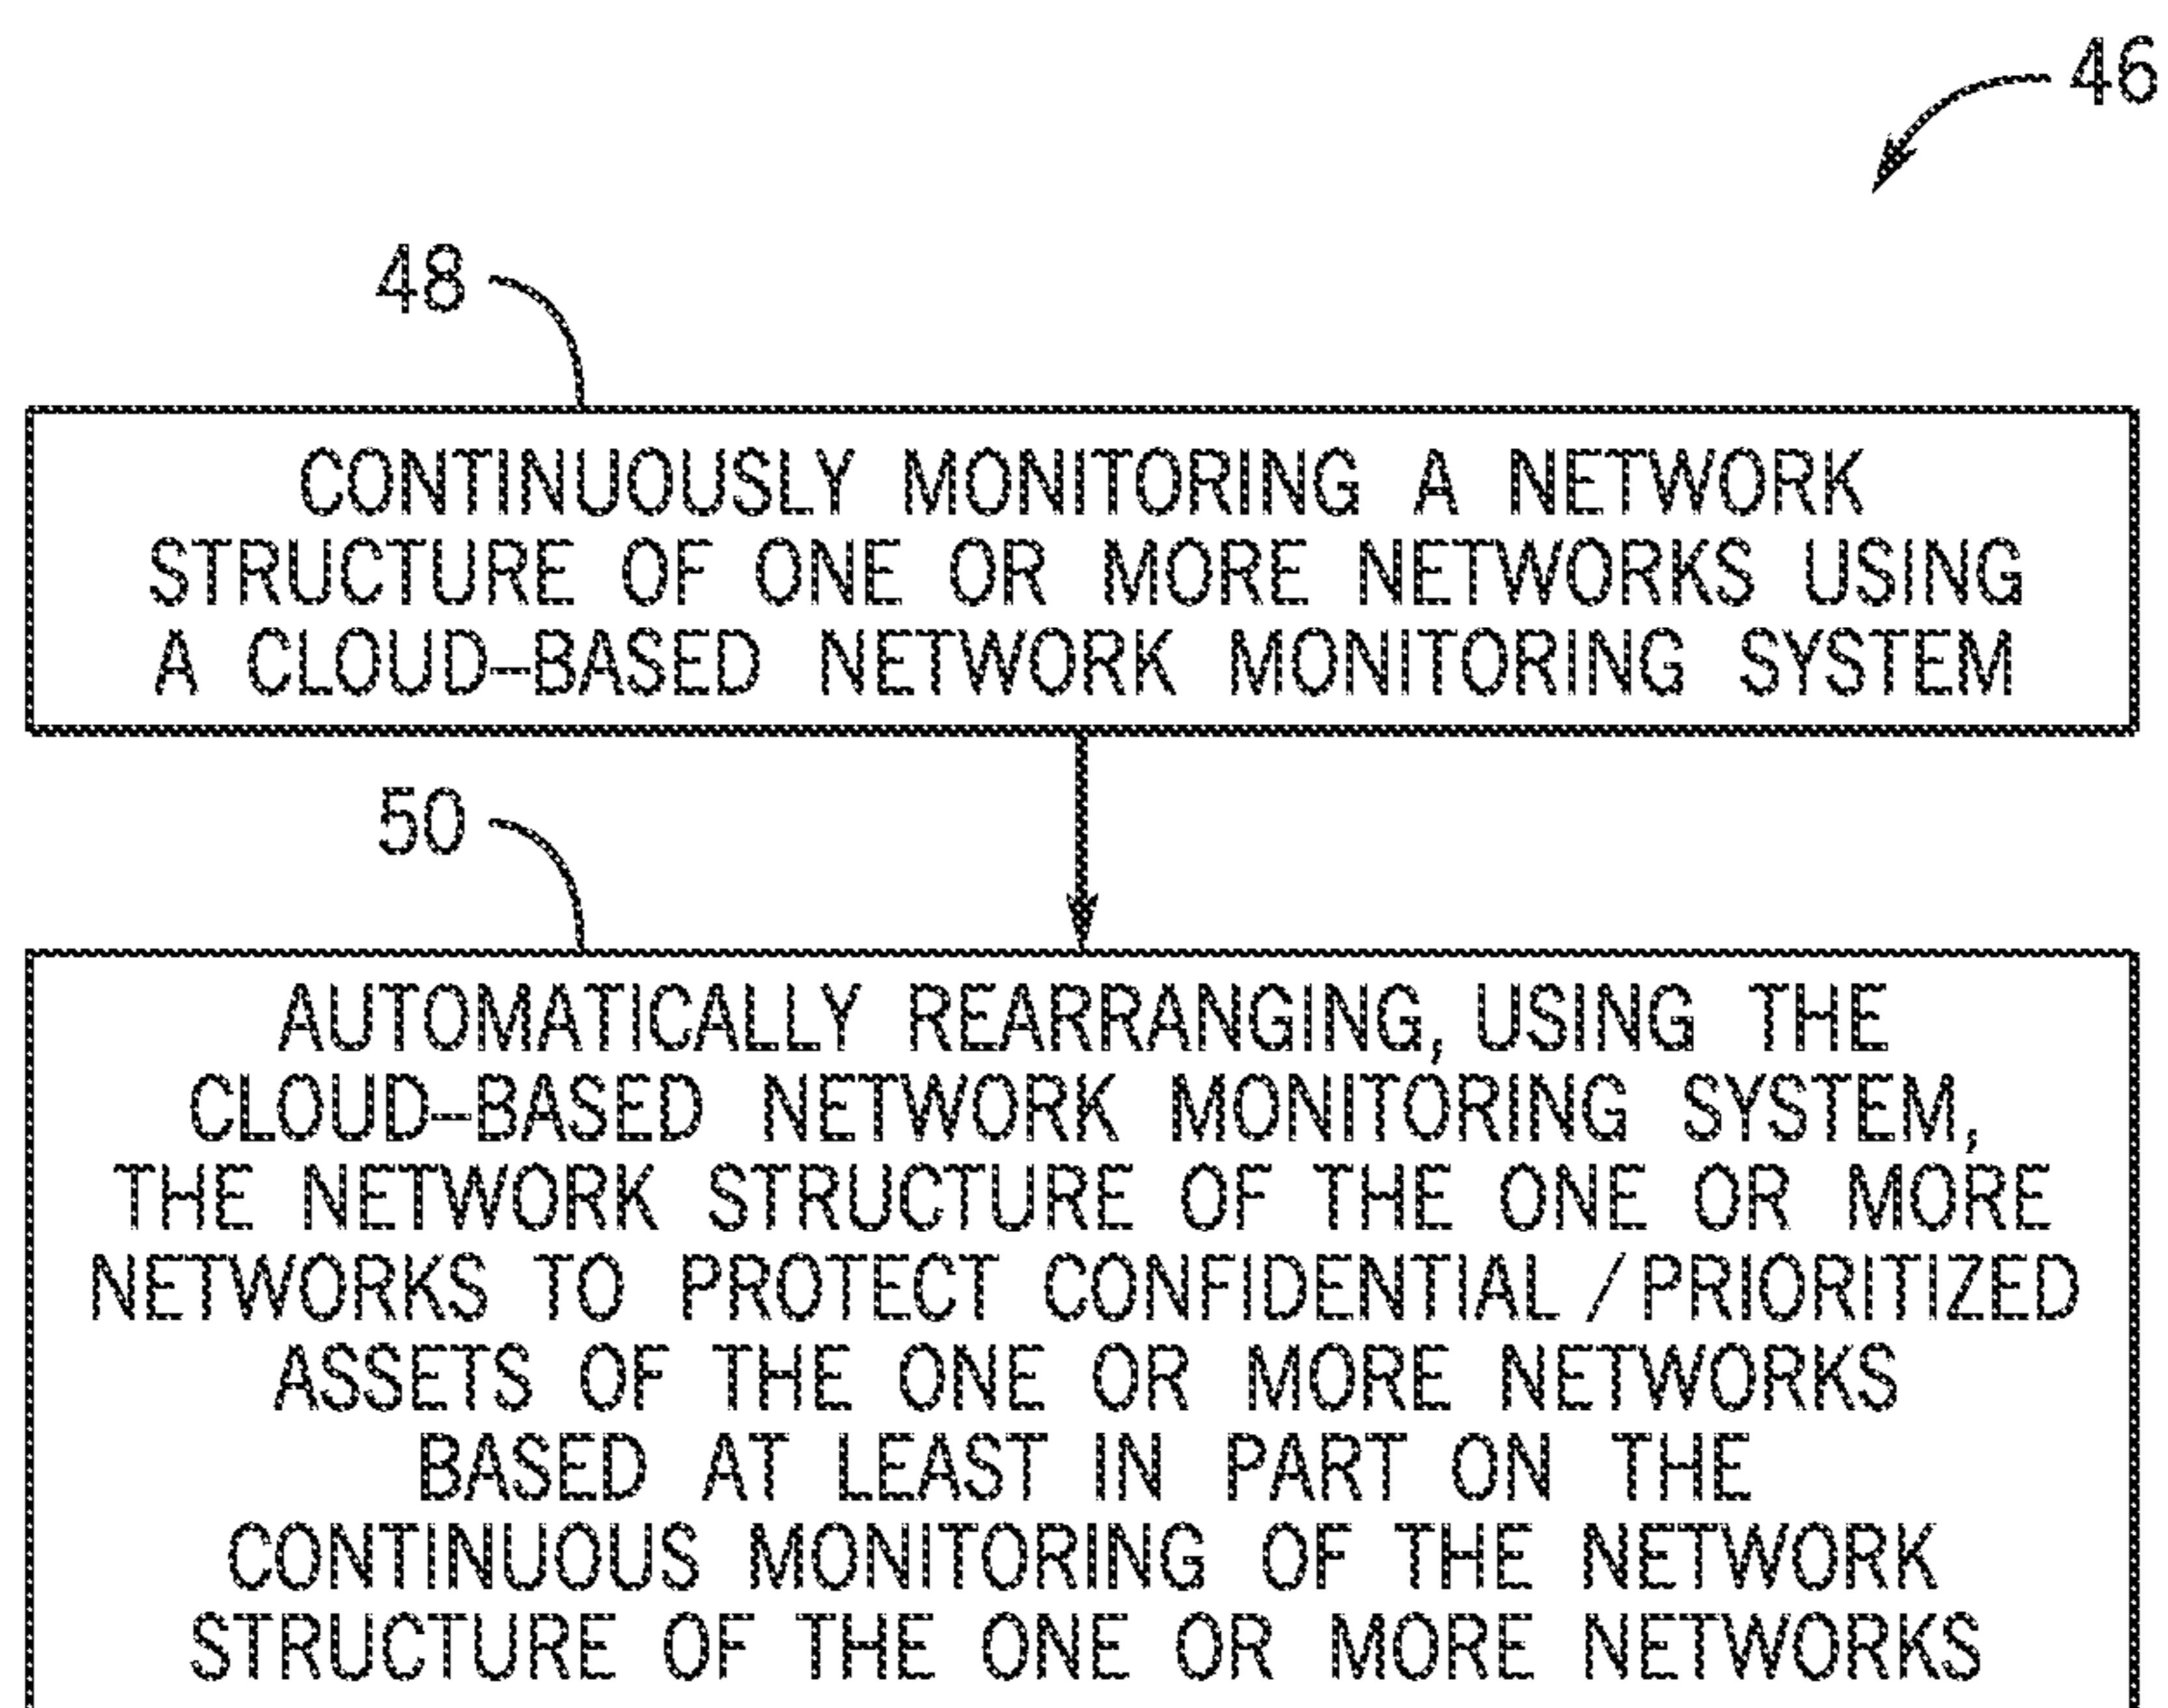 46
48
CONTINUOUSLY MONITORING A NETWORK
STRUCTURE OF ONE OR MORE NETWORKS USING
A CLOUD-BASED NETWORK MONITORING SYSTEM
50
AUTOMATICALLY REARRANGING, USING THE
CLOUD-BASED NETWORK MONITORING SYSTEM,
THE NETWORK STRUCTURE OF THE ONE OR MORE
NETWORKS TO PROTECT CONFIDENTIAL/PRIORITIZED
ASSETS OF THE ONE OR MORE NETWORKS
BASED AT LEAST IN PART ON THE
CONTINUOUS MONITORING OF THE NETWORK
STRUCTURE OF THE ONE OR MORE NETWORKS